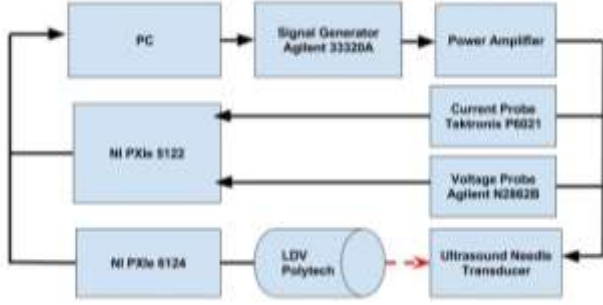 PC
Signal Generator
Agilent 33320A
Power Amplifier
Current Probe
Tektronix P6021
NI PXIe 5122
Voltage Probe
Agilent N2862B
NI PXIe 6124
LDV
Polytech
Ultrasound Needle
Transducer